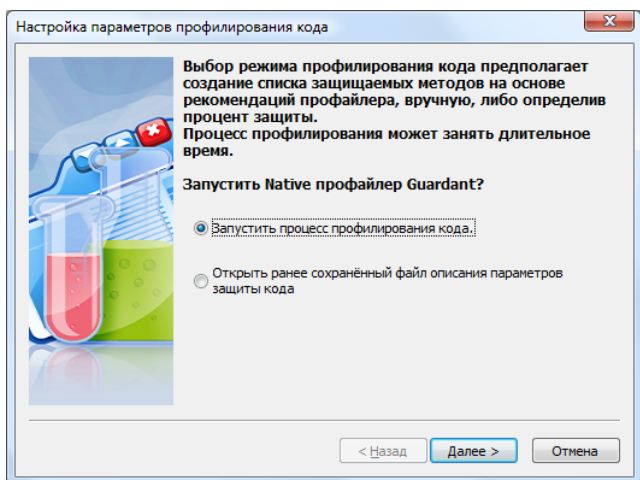 Настройка параметров профилирования кода
Выбор режима профилирования кода предполагает
создание списка защищаемых методов на основе
рекомендаций профайлера, вручную, либо определив
процент защиты.
Процесс профилирования может занять длительное
время.
Запустить Native профайлер Guardant?
Запустить процесс профилирования кода.
Открыть ранее сохранённый файл описания параметров
защиты кода
< Назад
Далее >
Отмена